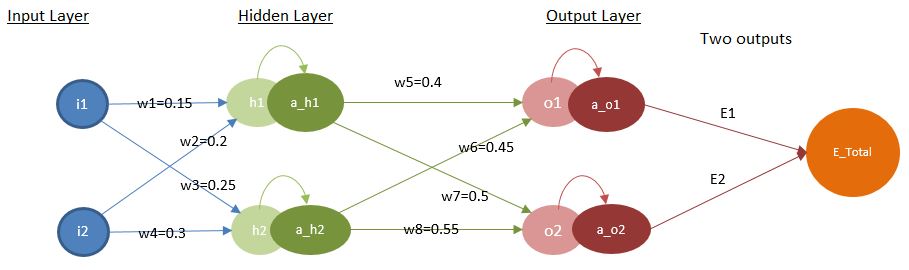 Input Layer
Hidden Layer
Output Layer
Two outputs
i1
w1=0.15
h1
a_h1
w5=0.4
o1
a_o1
E1
w2=0.2
w6=0.45
E_Total
w3=0.25
w7=0.5
E2
i2
w4=0.3
h2
a_h2
w8=0.55
o2
a_o2